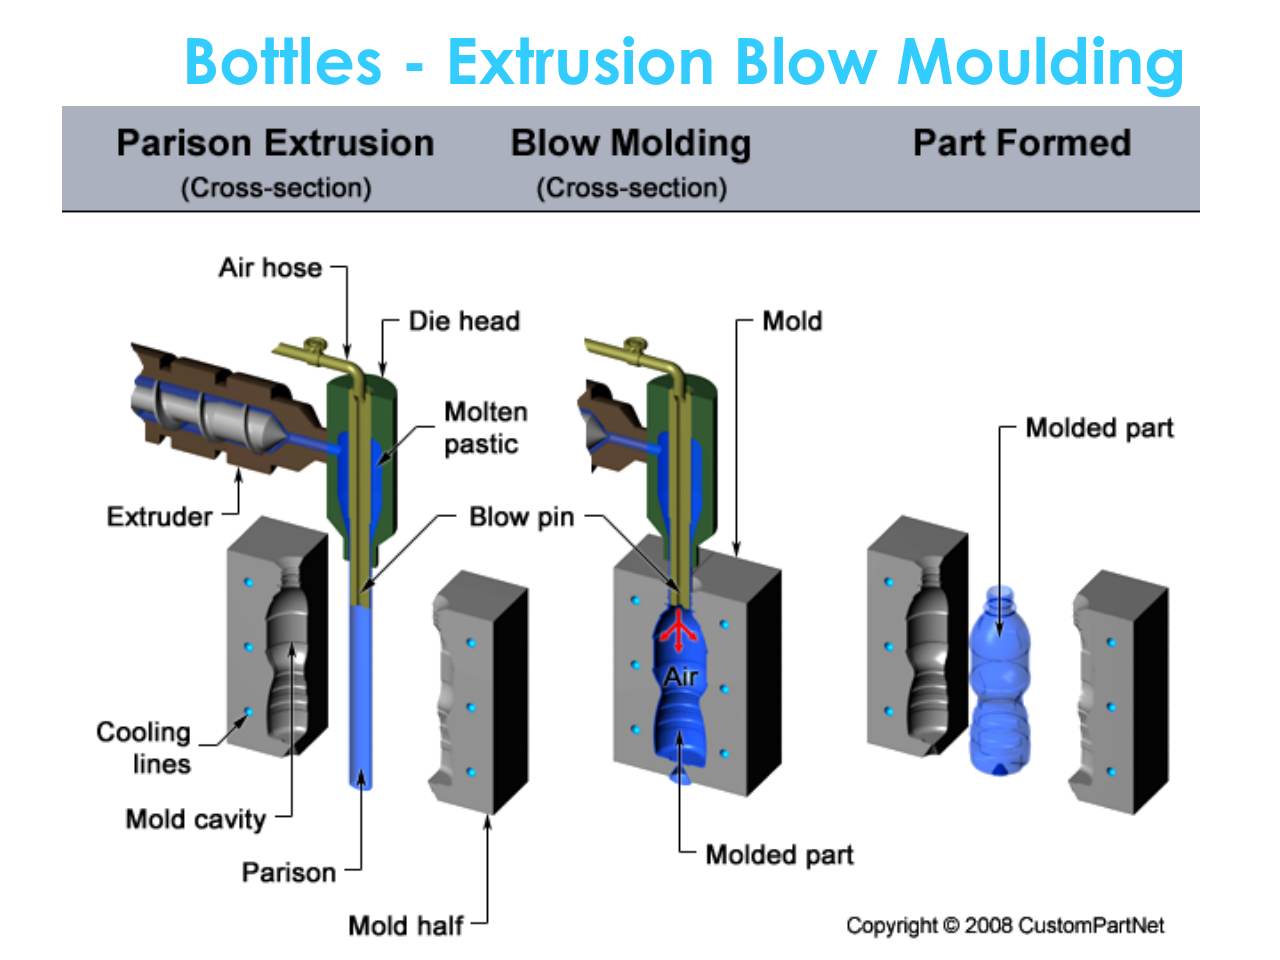 Bottles - Extrusion Blow Moulding
Parison Extrusion
(Cross-section)
Blow Molding
(Cross-section)
Part Formed
Air hose
Die head
Molten
pastic
Extruder
Blow pin
Cooling
lines
Mold cavity
Parison
Mold half
Mold
Air
Molded part
Molded part
Copyright © 2008 CustomPartNet